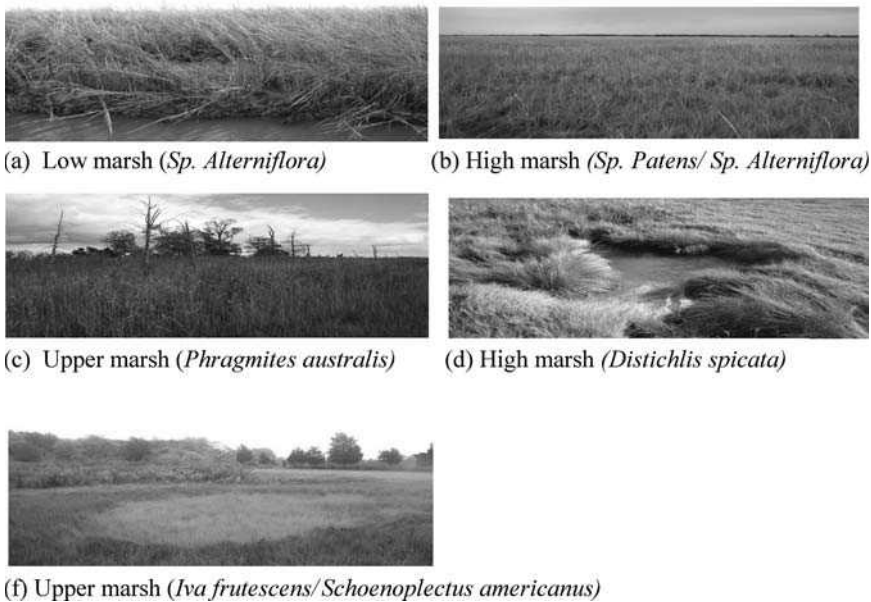 (a) Low marsh (Sp. Alterniflora)
(b) High marsh (Sp. Patens/ Sp. Alterniflora)
(c) Upper marsh (Phragmites australis)
(d) High marsh (Distichlis spicata)
(f) Upper marsh (Iva frutescens/Schoenoplectus americanus)